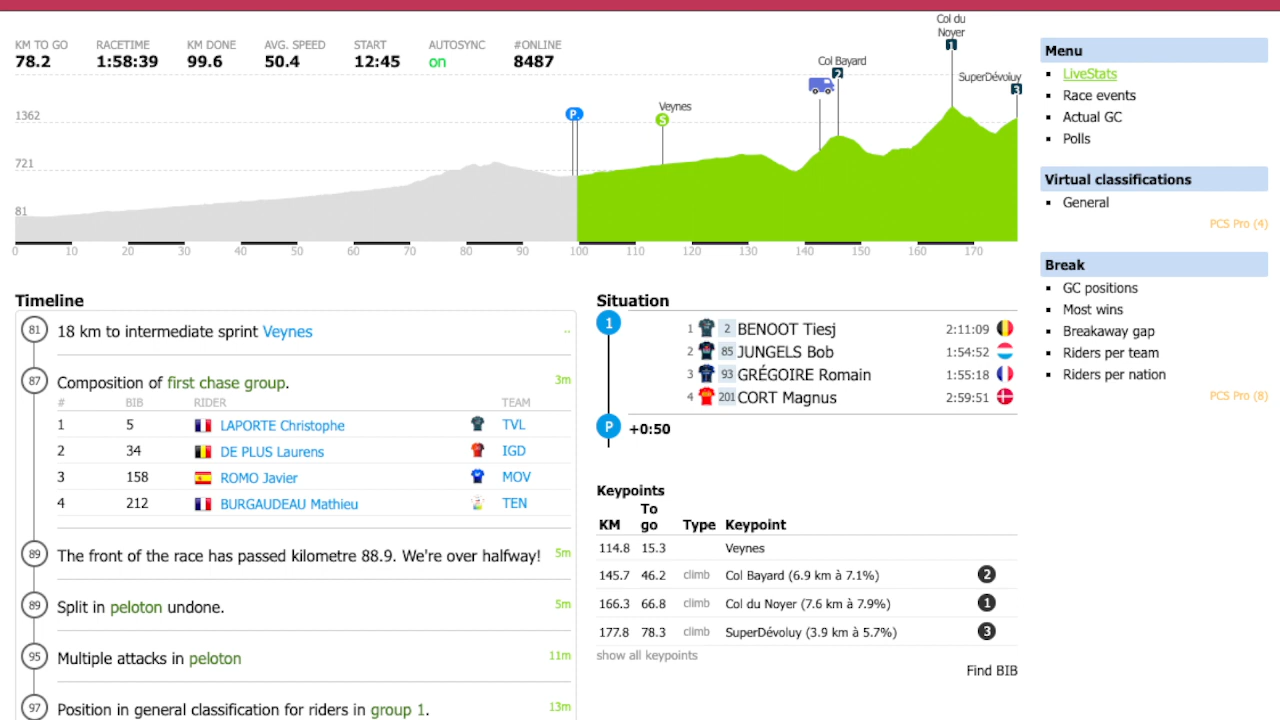 KM TO GO RACETIME KM DONE AVG. SPEED START AUTOSYNC #ONLINE
78.2 1:58:39 99.6 50.4 12:45 on 8487
Col du
Noyer
1
Col Bayard
2
SuperDévoluy
3
Veynes
S
P.
1362
721
81
0 10 20 30 40 50 60 70 80 90 100 110 120 130 140 150 160 170
Menu
LiveStats
Race events
Actual GC
Polls
Virtual classifications
General
PCS Pro (4)
Break
GC positions
Most wins
Breakaway gap
Riders per team
Riders per nation
PCS Pro (8)
Timeline
81 18 km to intermediate sprint Veynes ..
87 Composition of first chase group. 3m
# BIB RIDER TEAM
1 5 LAPORTE Christophe TVL
2 34 DE PLUS Laurens IGD
3 158 ROMO Javier MOV
4 212 BURGAUDEAU Mathieu TEN
89 The front of the race has passed kilometre 88.9. We're over halfway! 5m
89 Split in peloton undone. 5m
95 Multiple attacks in peloton 11m
97 Position in general classification for riders in group 1. 13m
Situation
1
1 2 BENOOT Tiesj 2:11:09
2 85 JUNGELS Bob 1:54:52
3 93 GRÉGOIRE Romain 1:55:18
4 201 CORT Magnus 2:59:51
P +0:50
Keypoints
KM To go Type Keypoint
114.8 15.3 Veynes
145.7 46.2 climb Col Bayard (6.9 km à 7.1%) 2
166.3 66.8 climb Col du Noyer (7.6 km à 7.9%) 1
177.8 78.3 climb SuperDévoluy (3.9 km à 5.7%) 3
show all keypoints
Find BIB